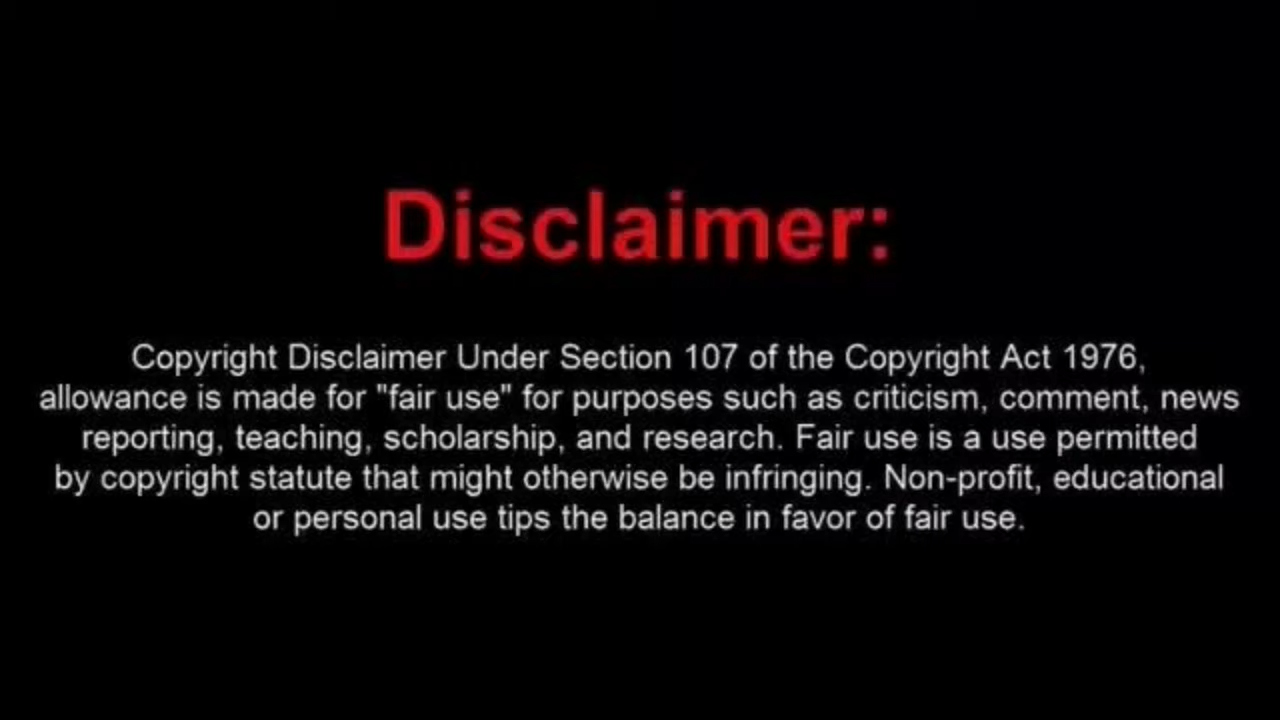 Disclaimer:
Copyright Disclaimer Under Section 107 of the Copyright Act 1976,
allowance is made for "fair use" for purposes such as criticism, comment, news
reporting, teaching, scholarship, and research. Fair use is a use permitted
by copyright statute that might otherwise be infringing. Non-profit, educational
or personal use tips the balance in favor of fair use.